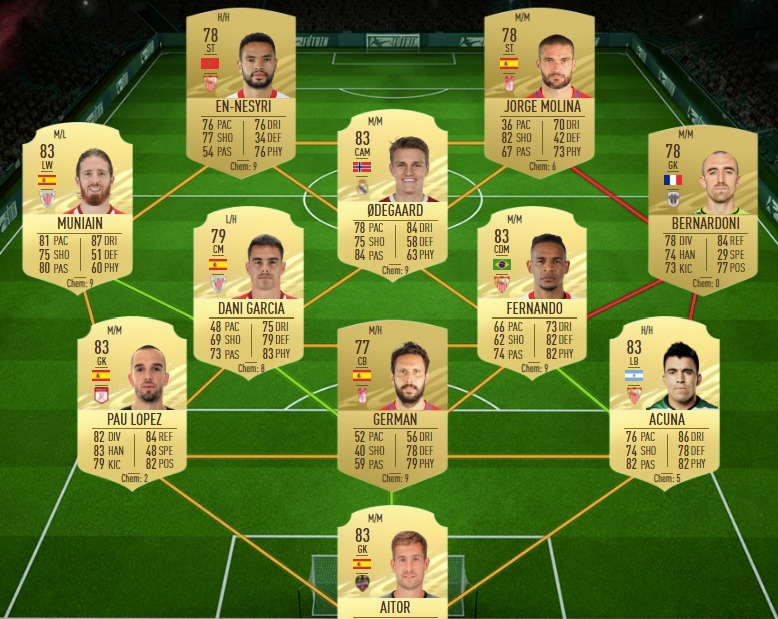 H/H
78
ST
EN-NESYRI
76 PAC 76 DRI
77 SHO 34 DEF
54 PAS 76 PHY
Chem: 9
M/M
78
ST
JORGE MOLINA
36 PAC 70 DRI
82 SHO 42 DEF
67 PAS 73 PHY
Chem: 6
M/L
83
LW
MUNIAIN
81 PAC 87 DRI
75 SHO 51 DEF
80 PAS 60 PHY
Chem: 9
M/M
83
CAM
ØDEGAARD
78 PAC 84 DRI
75 SHO 58 DEF
84 PAS 63 PHY
Chem: 9
M/M
78
GK
BERNARDONI
78 DIV 84 REF
74 HAN 29 SPE
73 KIC 77 POS
Chem: 0
L/H
79
CM
DANI GARCIA
48 PAC 75 DRI
69 SHO 79 DEF
73 PAS 83 PHY
Chem: 8
M/M
83
CDM
FERNANDO
66 PAC 73 DRI
62 SHO 82 DEF
74 PAS 82 PHY
Chem: 9
M/M
83
GK
PAU LOPEZ
82 DIV 84 REF
83 HAN 48 SPE
79 KIC 82 POS
Chem: 2
M/H
77
CB
GERMAN
52 PAC 56 DRI
40 SHO 78 DEF
59 PAS 79 PHY
Chem: 9
H/H
83
LB
ACUNA
76 PAC 86 DRI
74 SHO 78 DEF
82 PAS 82 PHY
Chem: 5
M/M
83
GK
AITOR